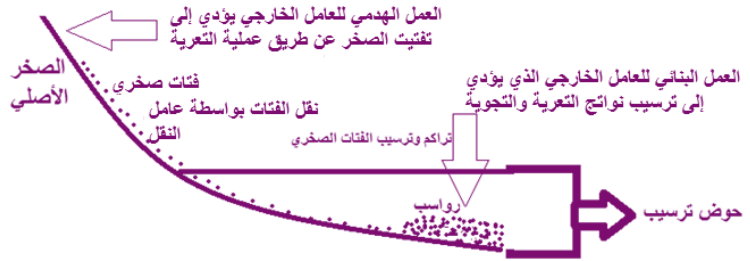 العمل الهدمي للعامل الخارجي يؤدي إلى
تفتيت الصخر عن طريق عملية التعرية
الصخر
الأصلي
فتات صخري
نقل الفتات بواسطة عامل
النقل
العمل البنائي للعامل الخارجي الذي يؤدي
إلى ترسيب نواتج التعرية والتجوية
تراكم وترسيب الفتات الصخري
رواسب
حوض ترسيب